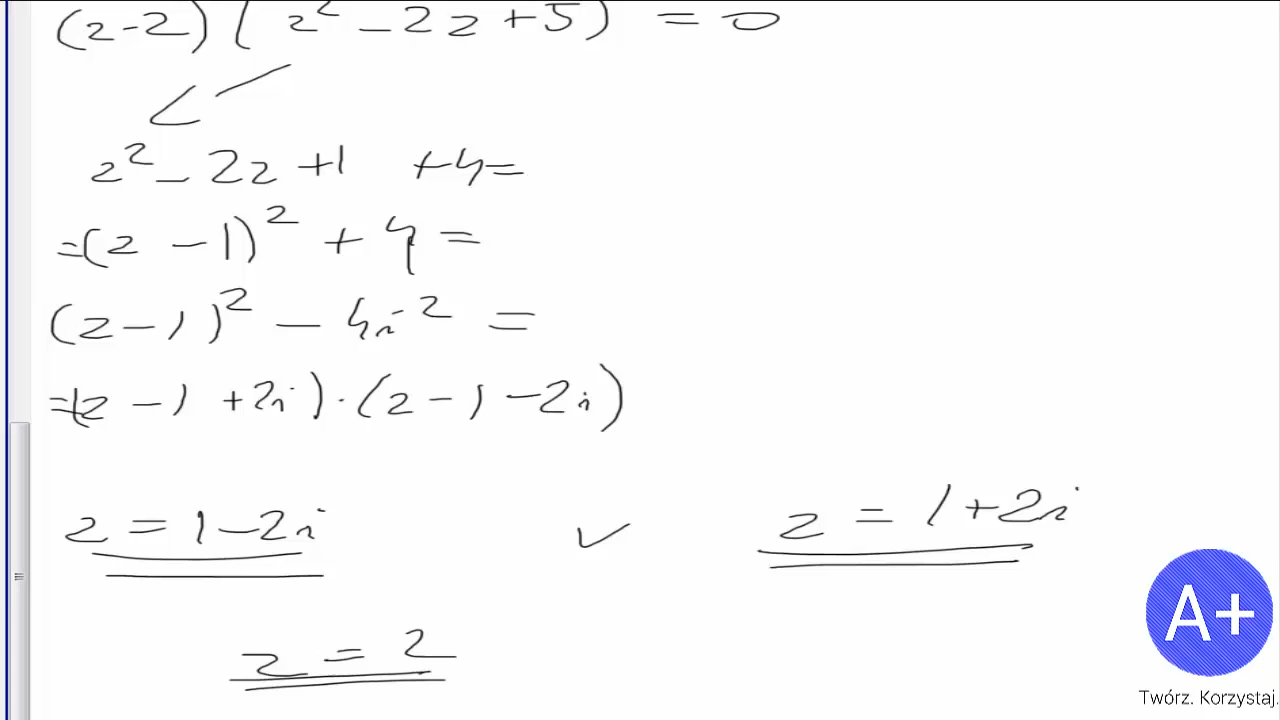 (z-2)(z² - 2z + 5) = 0
z² - 2z + 1 + 4 =
= (z - 1)² + 4 =
(z - 1)² - 4i² =
= (z - 1 + 2i) · (z - 1 - 2i)
z = 1 - 2i ∨ z = 1 + 2i
z = 2
A+
Twórz. Korzystaj.